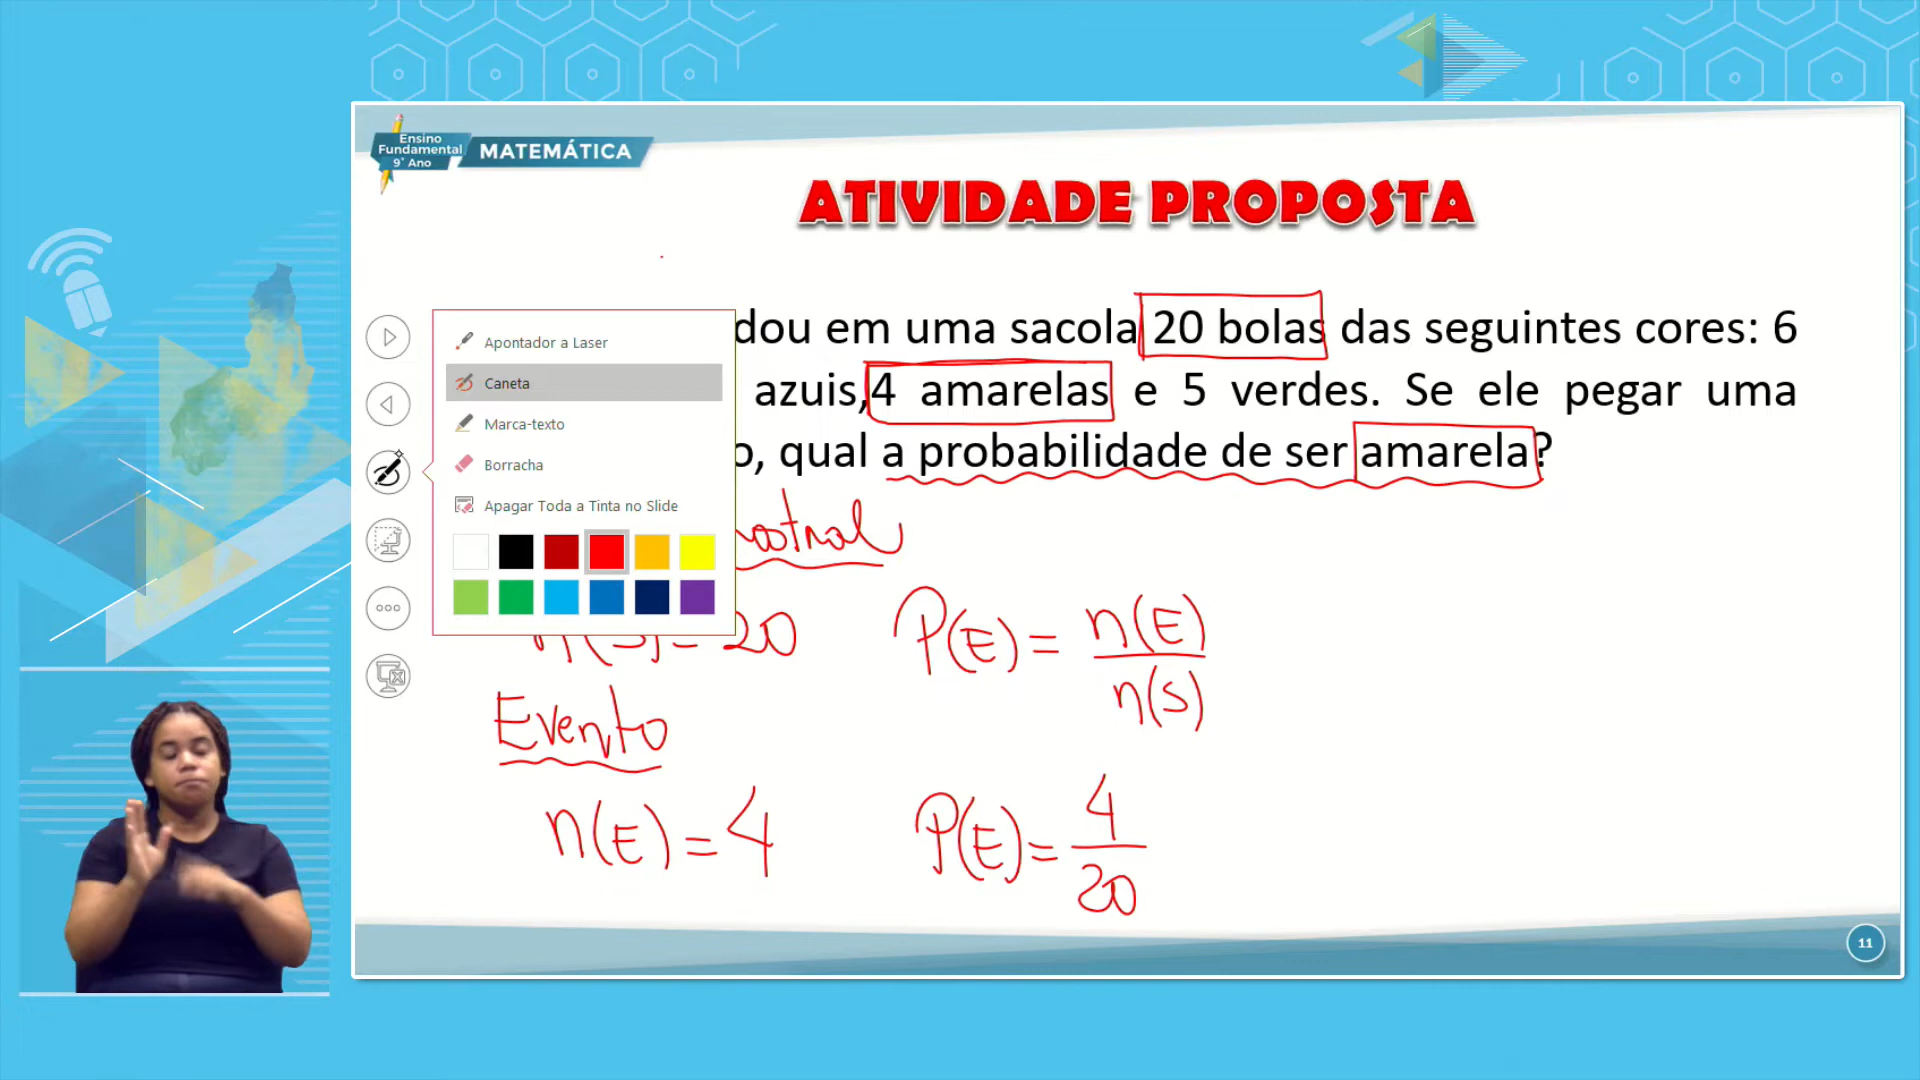 Ensino
Fundamental
9° Ano
MATEMÁTICA
ATIVIDADE PROPOSTA
dou em uma sacola 20 bolas das seguintes cores: 6
azuis, 4 amarelas e 5 verdes. Se ele pegar uma
o, qual a probabilidade de ser amarela?
Apontador a Laser
Caneta
Marca-texto
Borracha
Apagar Toda a Tinta no Slide
ostral
n(S) = 20
P(E) = n(E)
n(S)
Evento
n(E) = 4
P(E) = 4
20
11